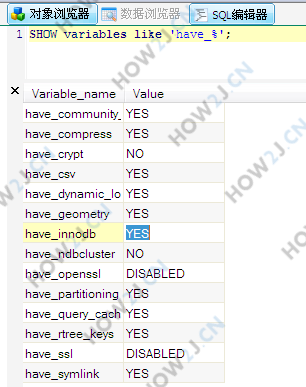 对象浏览器 数据浏览器 SQL编辑器
1 SHOW variables like 'have_%';
Variable_name Value
have_community_ YES
have_compress YES
have_crypt NO
have_csv YES
have_dynamic_lo YES
have_geometry YES
have_innodb YES
have_ndbcluster NO
have_openssl DISABLED
have_partitioning YES
have_query_cach YES
have_rtree_keys YES
have_ssl DISABLED
have_symlink YES
HOW2J.CN
HOW2J.CN
HOW2J.CN
HOW2J.CN
HOW2J.CN